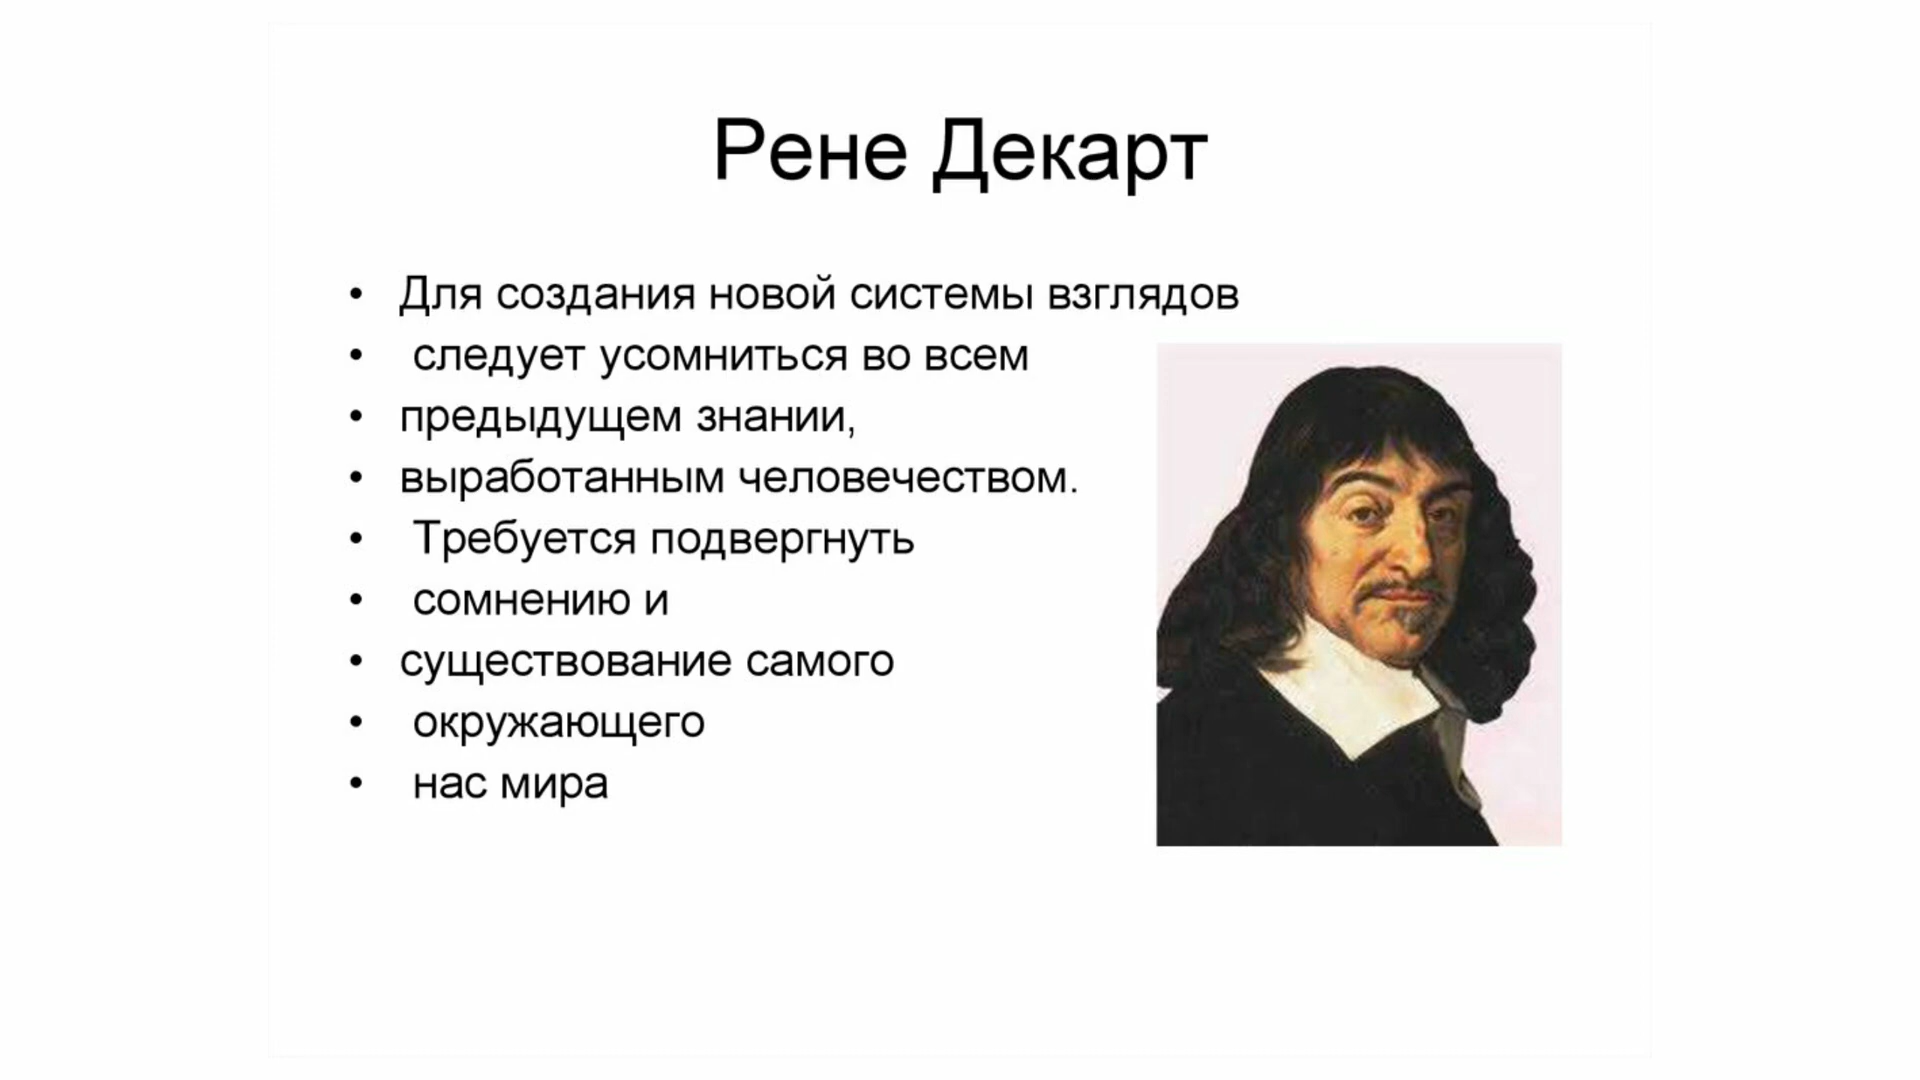 Рене Декарт
• Для создания новой системы взглядов
• следует усомниться во всем
• предыдущем знании,
• выработанным человечеством.
• Требуется подвергнуть
• сомнению и
• существование самого
• окружающего
• нас мира